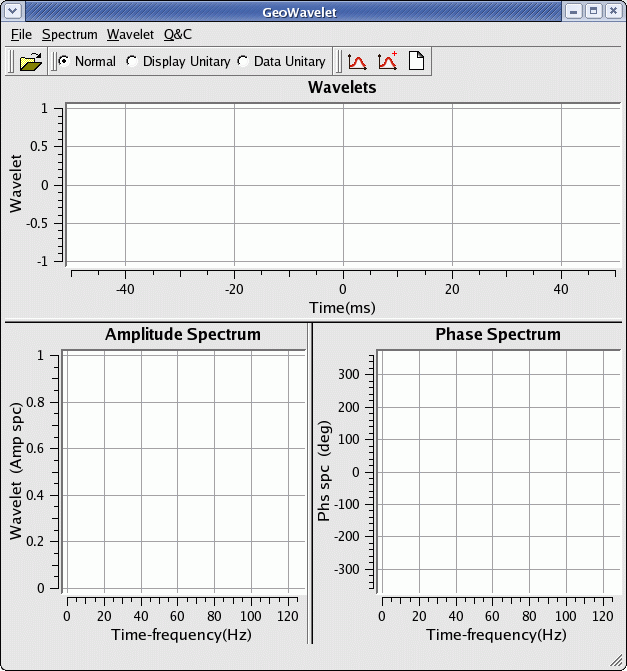 GeoWavelet
File Spectrum Wavelet Q&C
Normal Display Unitary Data Unitary
Wavelets
1
0.5
0
-0.5
-1
Wavelet
-40 -20 0 20 40
Time(ms)
Amplitude Spectrum
1
0.8
0.6
0.4
0.2
0
Wavelet (Amp spc)
0 20 40 60 80 100 120
Time-frequency(Hz)
Phase Spectrum
300
200
100
0
-100
-200
-300
Phs spc (deg)
0 20 40 60 80 100 120
Time-frequency(Hz)